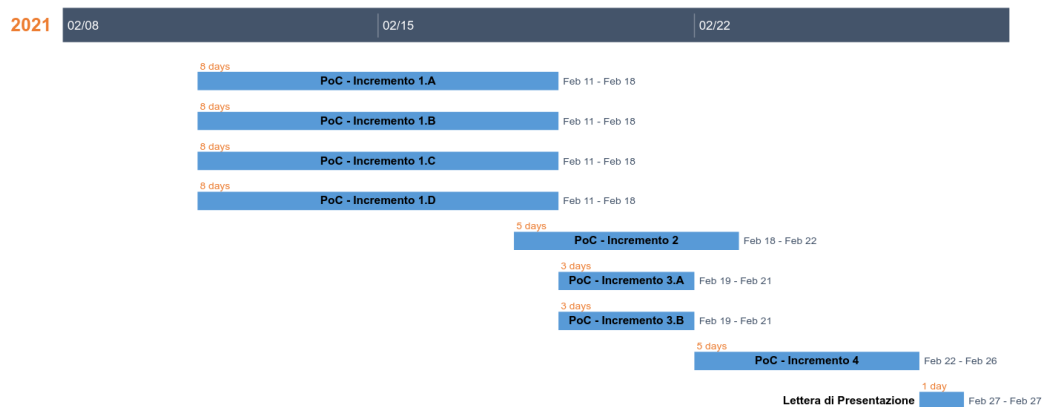 2021 02/08 02/15 02/22
8 days
PoC - Incremento 1.A Feb 11 - Feb 18
8 days
PoC - Incremento 1.B Feb 11 - Feb 18
8 days
PoC - Incremento 1.C Feb 11 - Feb 18
8 days
PoC - Incremento 1.D Feb 11 - Feb 18
5 days
PoC - Incremento 2 Feb 18 - Feb 22
3 days
PoC - Incremento 3.A Feb 19 - Feb 21
3 days
PoC - Incremento 3.B Feb 19 - Feb 21
5 days
PoC - Incremento 4 Feb 22 - Feb 26
1 day
Lettera di Presentazione Feb 27 - Feb 27